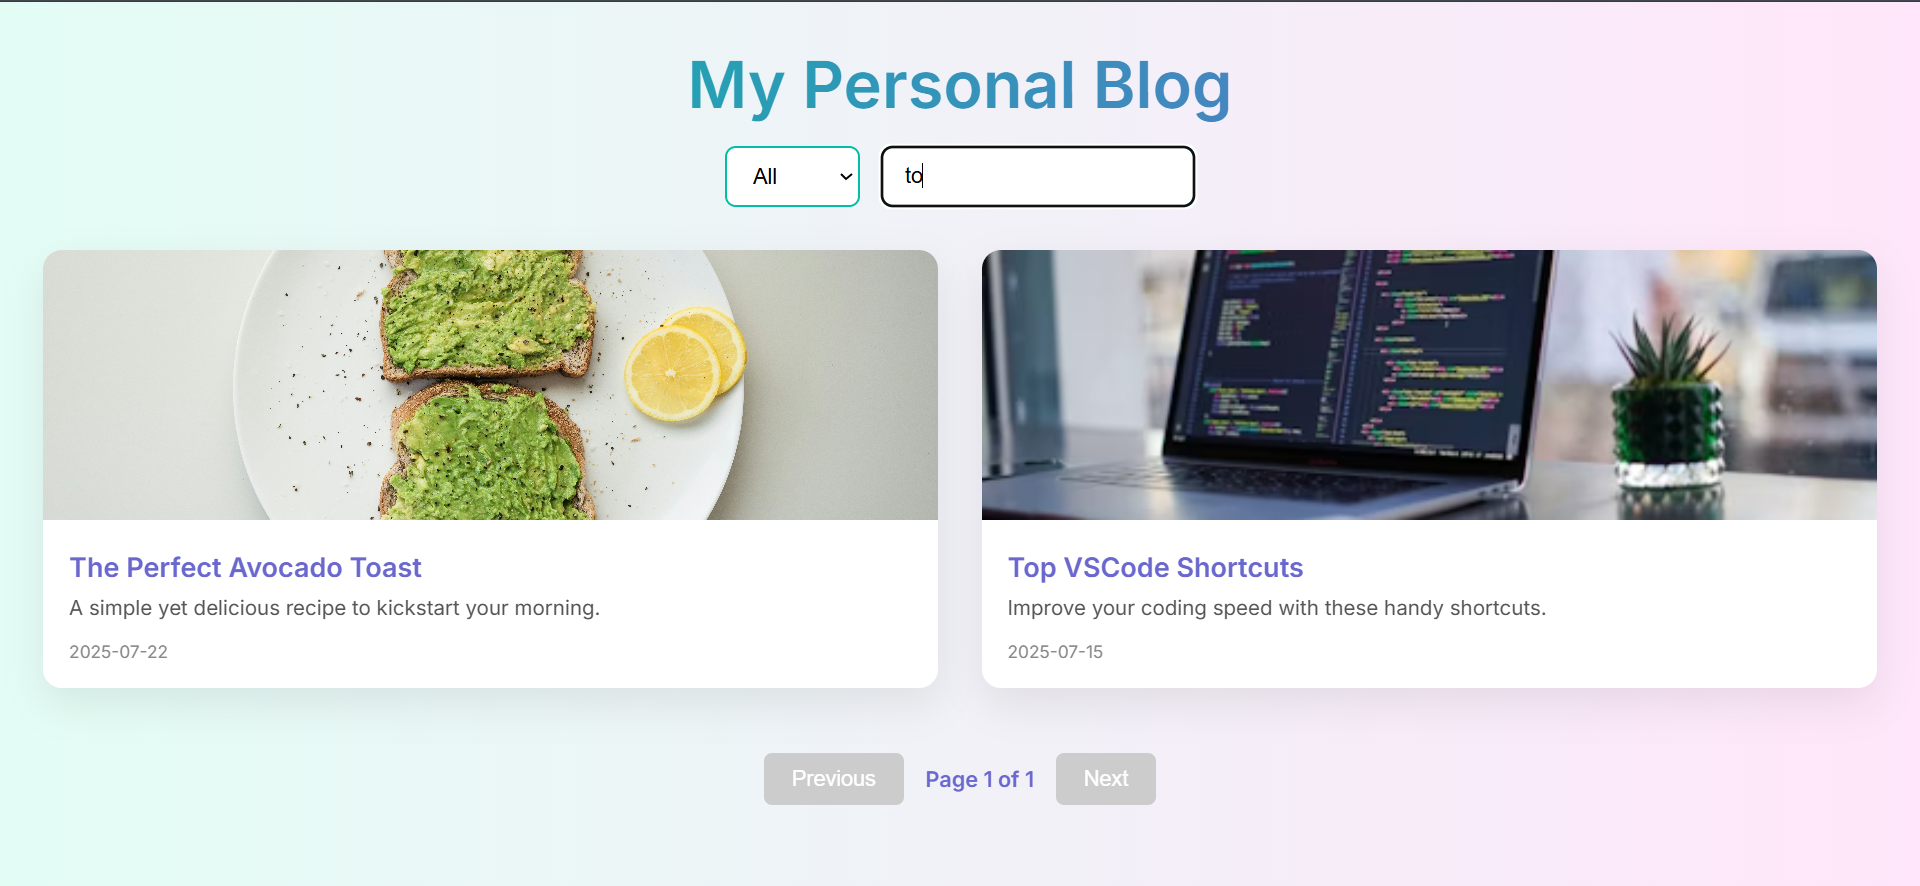 My Personal Blog
All
to
The Perfect Avocado Toast
A simple yet delicious recipe to kickstart your morning.
2025-07-22
Top VSCode Shortcuts
Improve your coding speed with these handy shortcuts.
2025-07-15
Previous
Page 1 of 1
Next